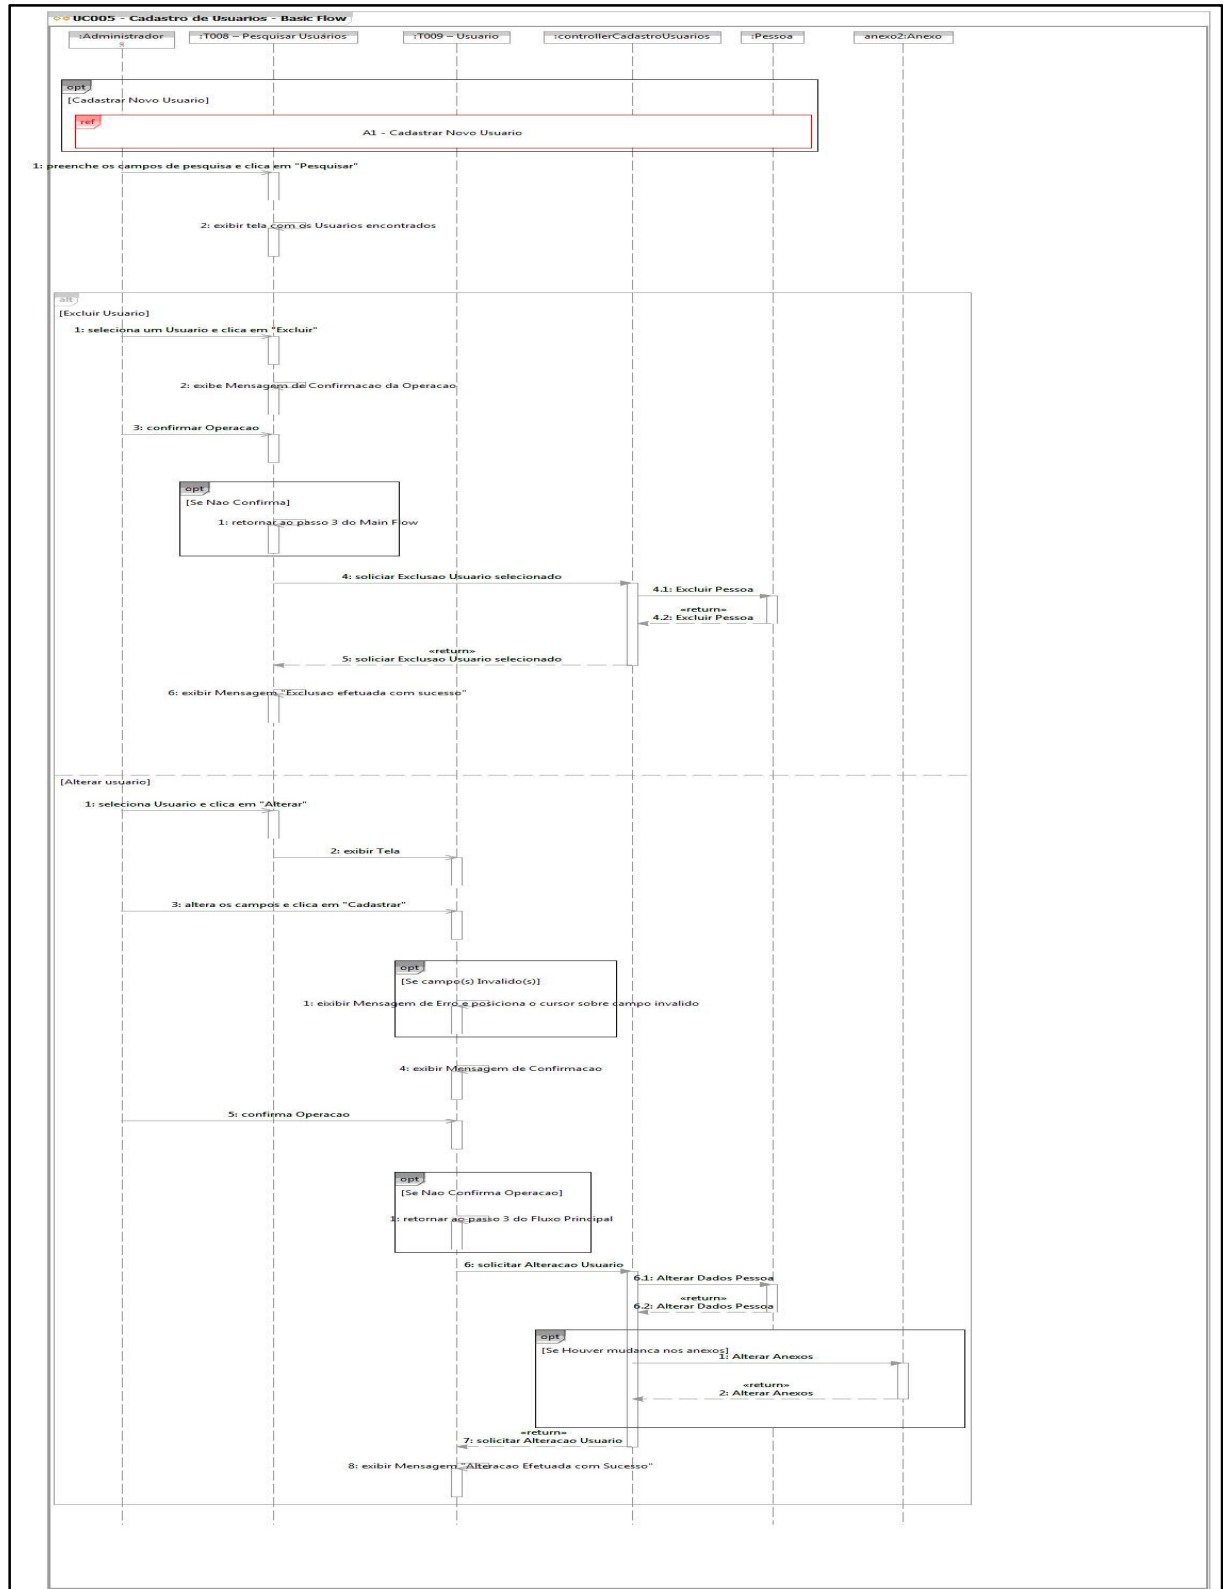 UC005 - Cadastro de Usuarios - Basic Flow
:Administrador
:T008 – Pesquisar Usuários
:T009 – Usuario
:controllerCadastroUsuarios
:Pessoa
anexo2:Anexo
opt
[Cadastrar Novo Usuario]
ref
A1 - Cadastrar Novo Usuario
1: preenche os campos de pesquisa e clica em "Pesquisar"
2: exibir tela com os Usuarios encontrados
alt
[Excluir Usuario]
1: seleciona um Usuario e clica em "Excluir"
2: exibe Mensagem de Confirmacao da Operacao
3: confirmar Operacao
opt
[Se Nao Confirma]
1: retornar ao passo 3 do Main Flow
4: soliciar Exclusao Usuario selecionado
4.1: Excluir Pessoa
«return»
4.2: Excluir Pessoa
«return»
5: soliciar Exclusao Usuario selecionado
6: exibir Mensagem "Exclusao efetuada com sucesso"
[Alterar usuario]
1: seleciona Usuario e clica em "Alterar"
2: exibir Tela
3: altera os campos e clica em "Cadastrar"
opt
[Se campo(s) Invalido(s)]
1: eixibir Mensagem de Erro e posiciona o cursor sobre campo invalido
4: exibir Mensagem de Confirmacao
5: confirma Operacao
opt
[Se Nao Confirma Operacao]
1: retornar ao passo 3 do Fluxo Principal
6: solicitar Alteracao Usuario
6.1: Alterar Dados Pessoa
«return»
6.2: Alterar Dados Pessoa
opt
[Se Houver mudanca nos anexos]
1: Alterar Anexos
«return»
2: Alterar Anexos
«return»
7: solicitar Alteracao Usuario
8: exibir Mensagem "Alteracao Efetuada com Sucesso"